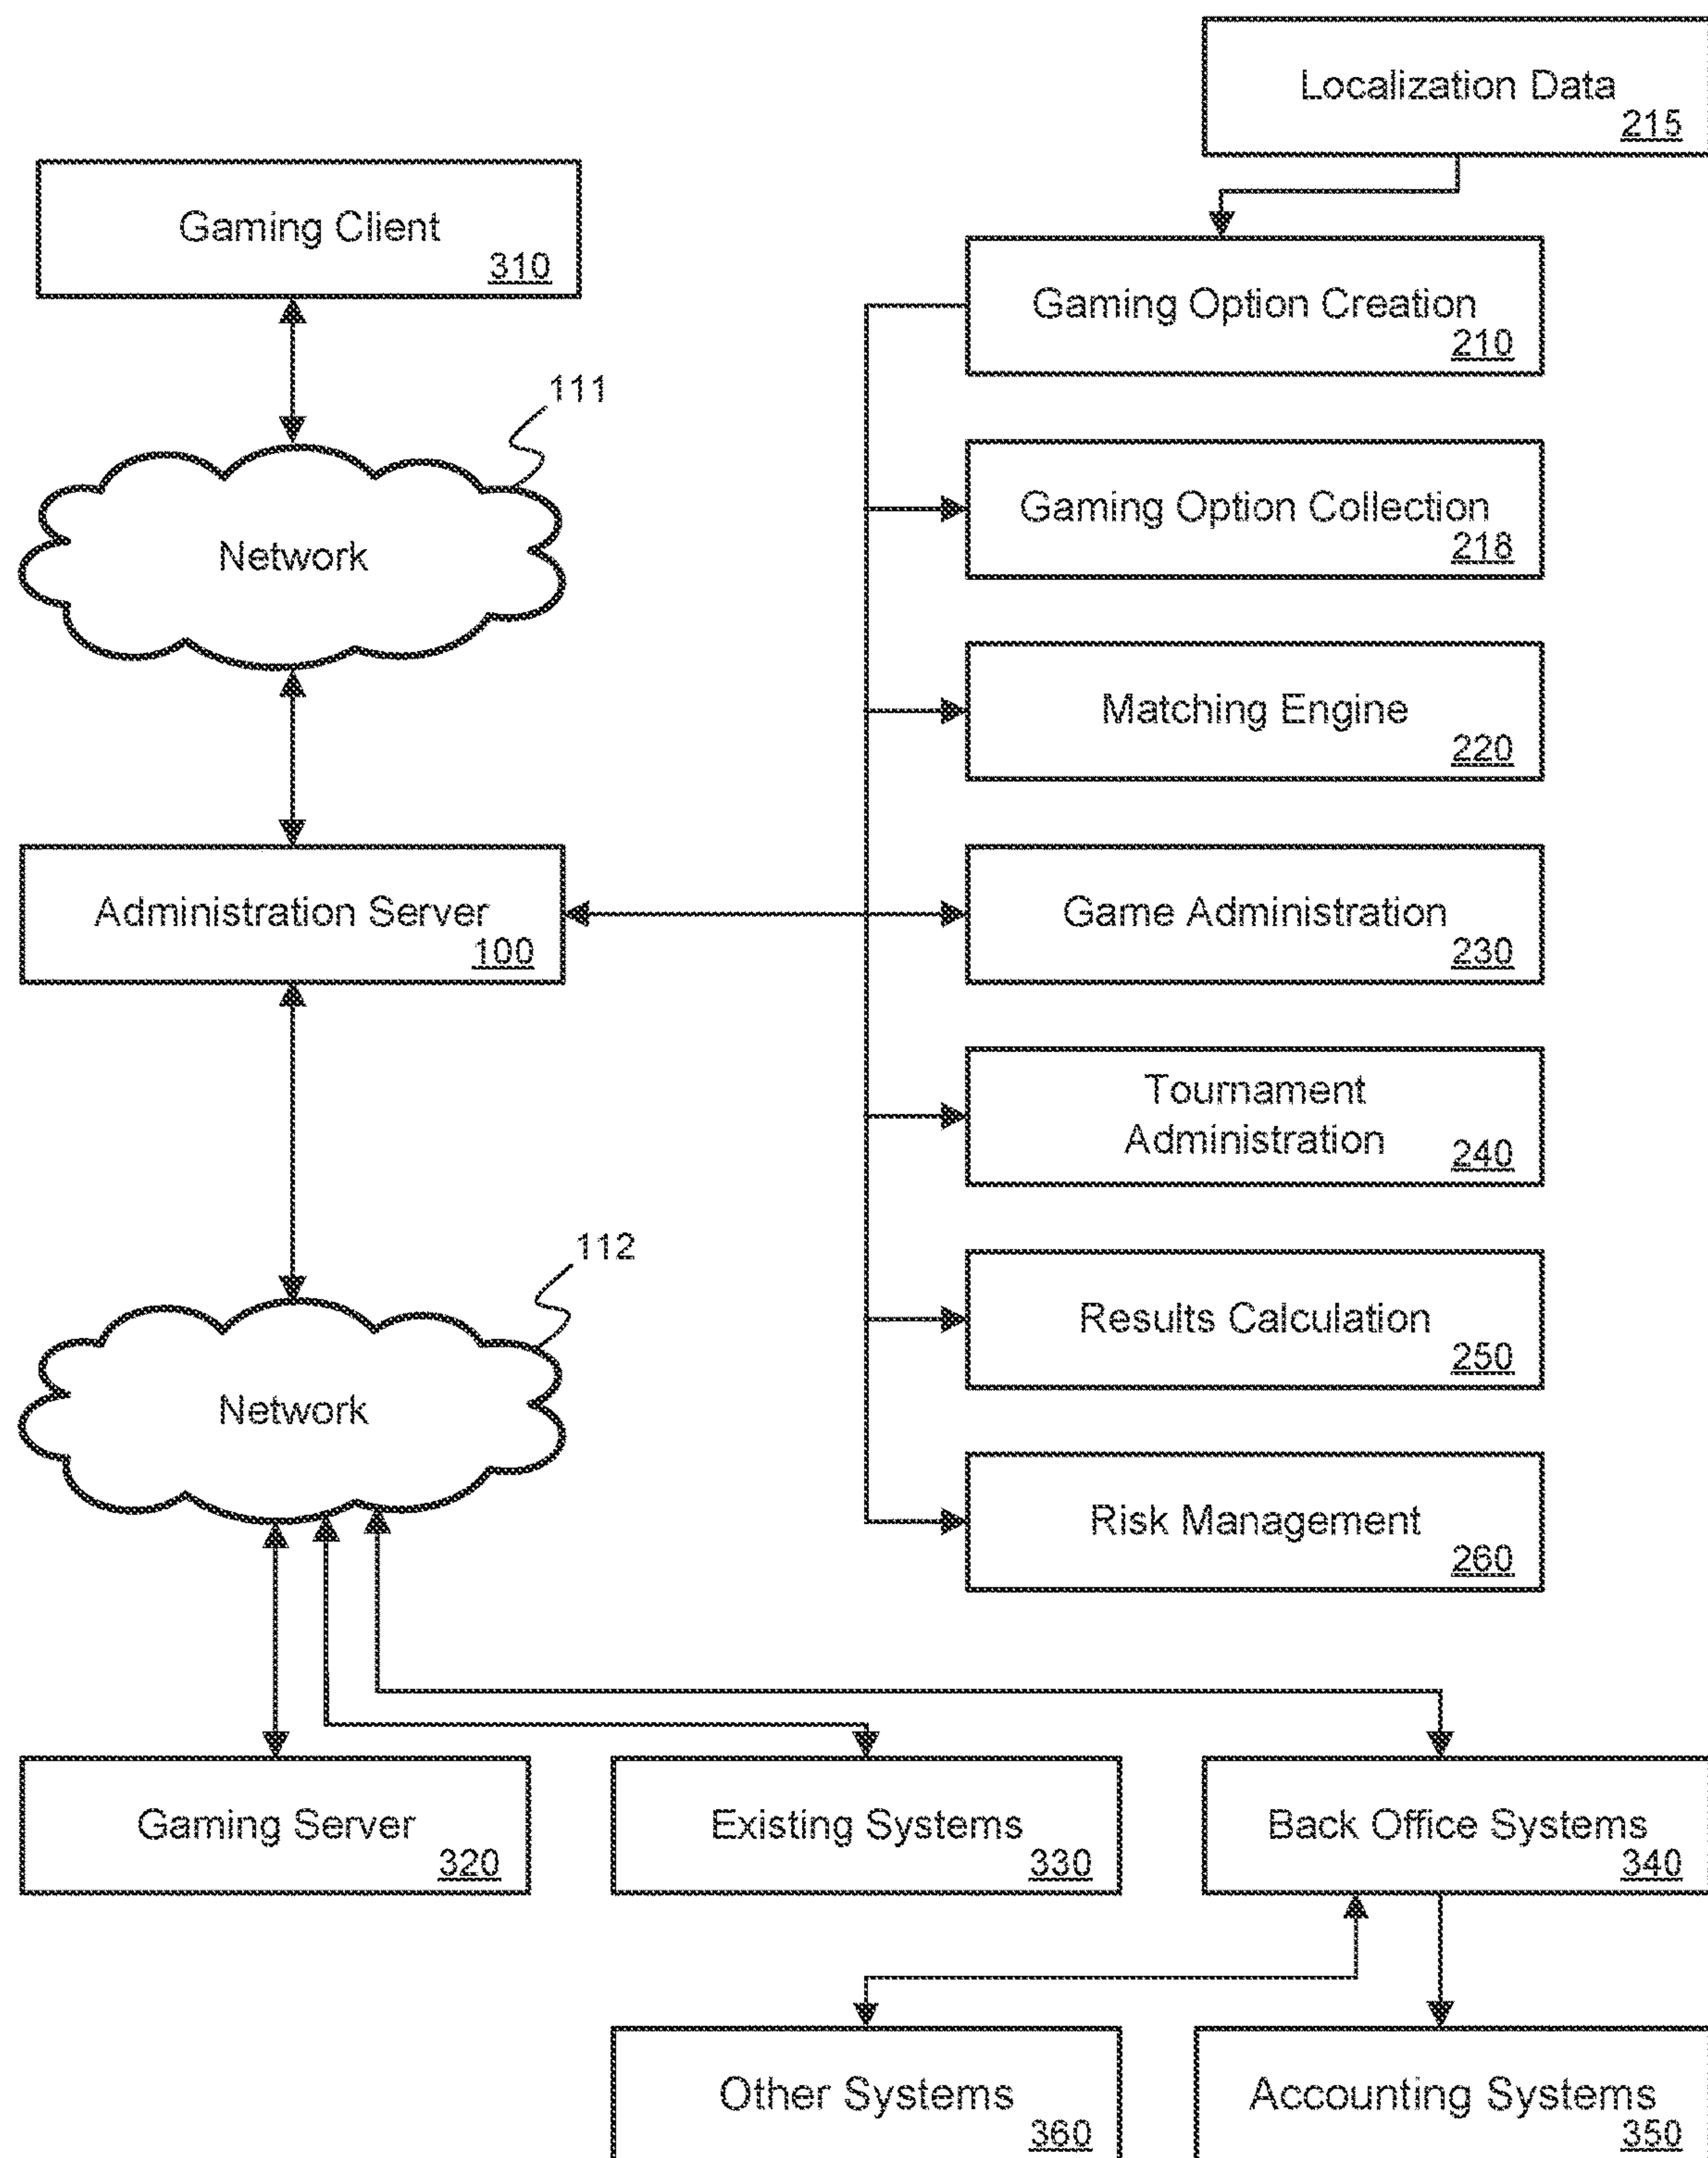 Localization Data
215
Gaming Client
310
Gaming Option Creation
210
111
Gaming Option Collection
218
Network
Matching Engine
220
Administration Server
100
Game Administration
230
Tournament
Administration
240
112
Results Calculation
250
Network
Risk Management
260
Gaming Server
320
Existing Systems
330
Back Office Systems
340
Other Systems
360
Accounting Systems
350